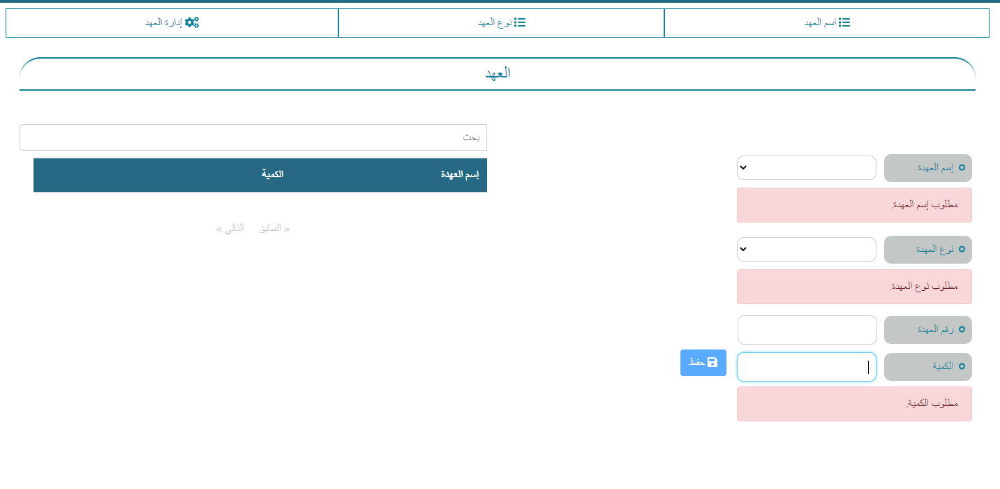 اسم العهد
نوع العهد
إدارة العهد
العهد
إسم العهدة
مطلوب إسم العهدة.
نوع العهدة
مطلوب نوع العهدة.
رقم العهدة
الكمية
حفظ
مطلوب الكمية.
بحث
إسم العهدة الكمية
« السابق التالي »